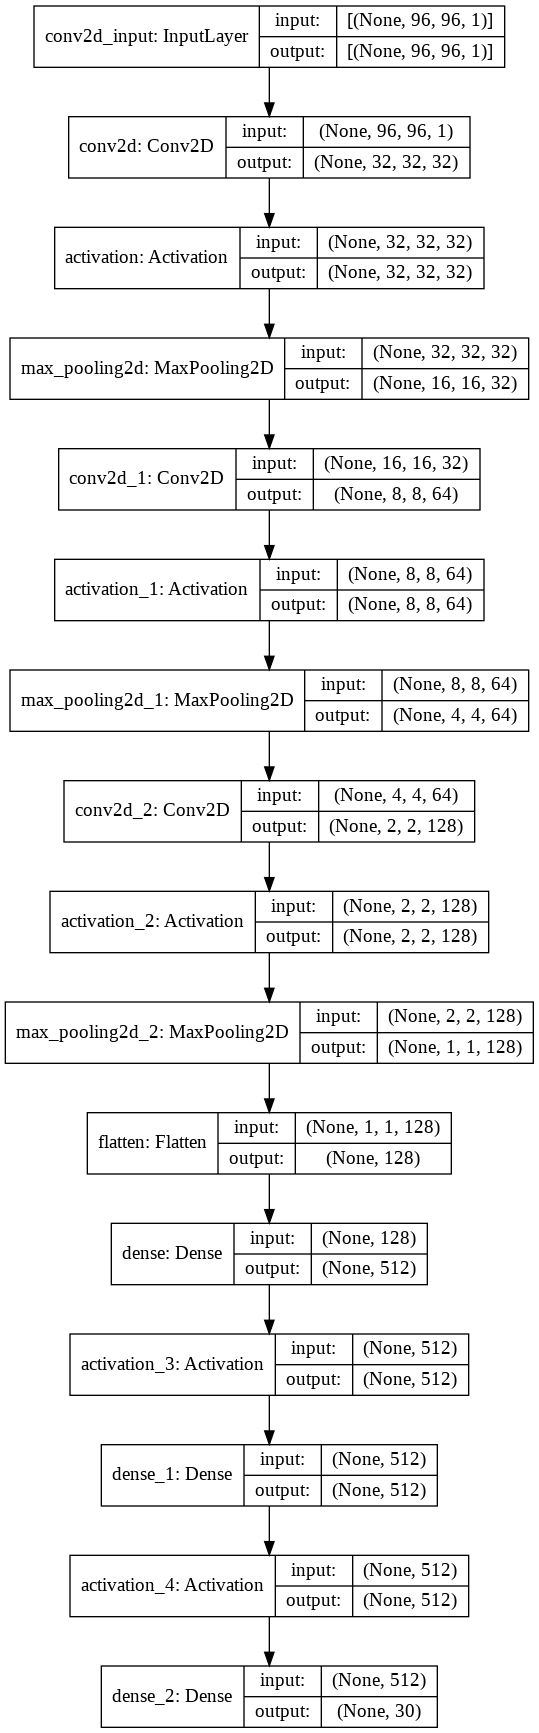 conv2d_input: InputLayer
input:
[(None, 96, 96, 1)]
output:
[(None, 96, 96, 1)]
conv2d: Conv2D
input:
(None, 96, 96, 1)
output:
(None, 32, 32, 32)
activation: Activation
input:
(None, 32, 32, 32)
output:
(None, 32, 32, 32)
max_pooling2d: MaxPooling2D
input:
(None, 32, 32, 32)
output:
(None, 16, 16, 32)
conv2d_1: Conv2D
input:
(None, 16, 16, 32)
output:
(None, 8, 8, 64)
activation_1: Activation
input:
(None, 8, 8, 64)
output:
(None, 8, 8, 64)
max_pooling2d_1: MaxPooling2D
input:
(None, 8, 8, 64)
output:
(None, 4, 4, 64)
conv2d_2: Conv2D
input:
(None, 4, 4, 64)
output:
(None, 2, 2, 128)
activation_2: Activation
input:
(None, 2, 2, 128)
output:
(None, 2, 2, 128)
max_pooling2d_2: MaxPooling2D
input:
(None, 2, 2, 128)
output:
(None, 1, 1, 128)
flatten: Flatten
input:
(None, 1, 1, 128)
output:
(None, 128)
dense: Dense
input:
(None, 128)
output:
(None, 512)
activation_3: Activation
input:
(None, 512)
output:
(None, 512)
dense_1: Dense
input:
(None, 512)
output:
(None, 512)
activation_4: Activation
input:
(None, 512)
output:
(None, 512)
dense_2: Dense
input:
(None, 512)
output:
(None, 30)